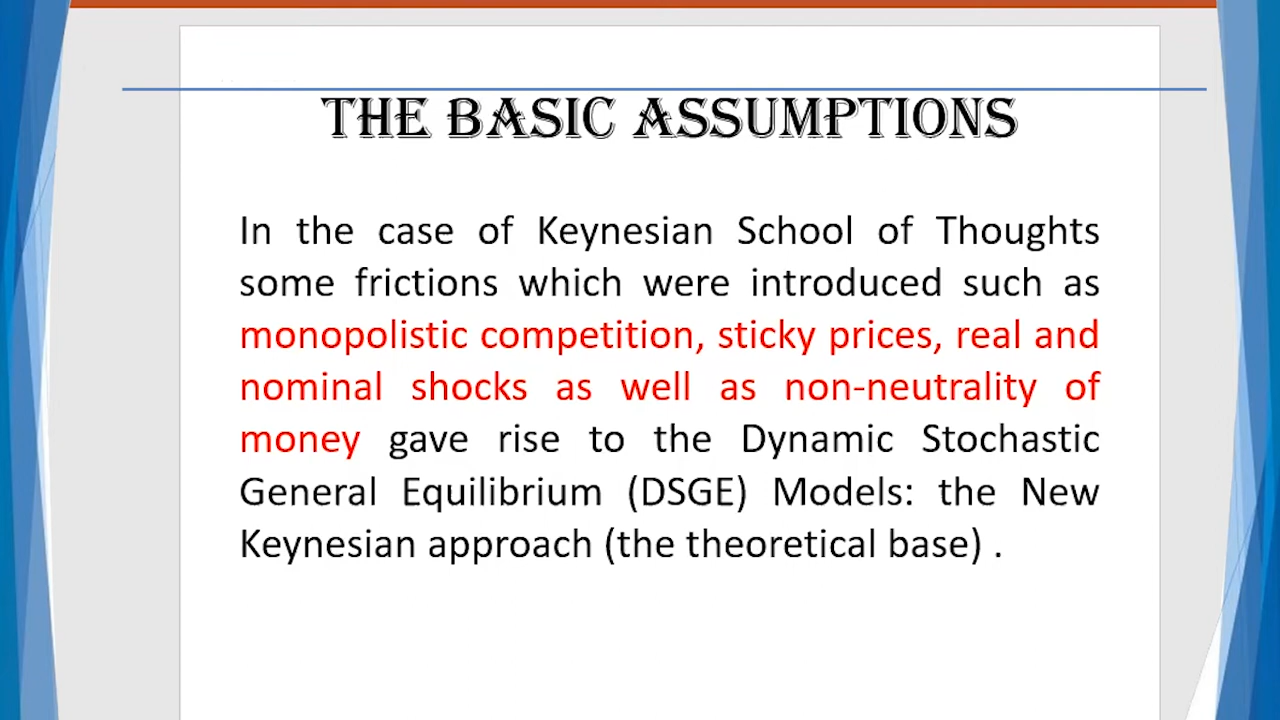 THE BASIC ASSUMPTIONS
In the case of Keynesian School of Thoughts
some frictions which were introduced such as
monopolistic competition, sticky prices, real and
nominal shocks as well as non-neutrality of
money gave rise to the Dynamic Stochastic
General Equilibrium (DSGE) Models: the New
Keynesian approach (the theoretical base) .